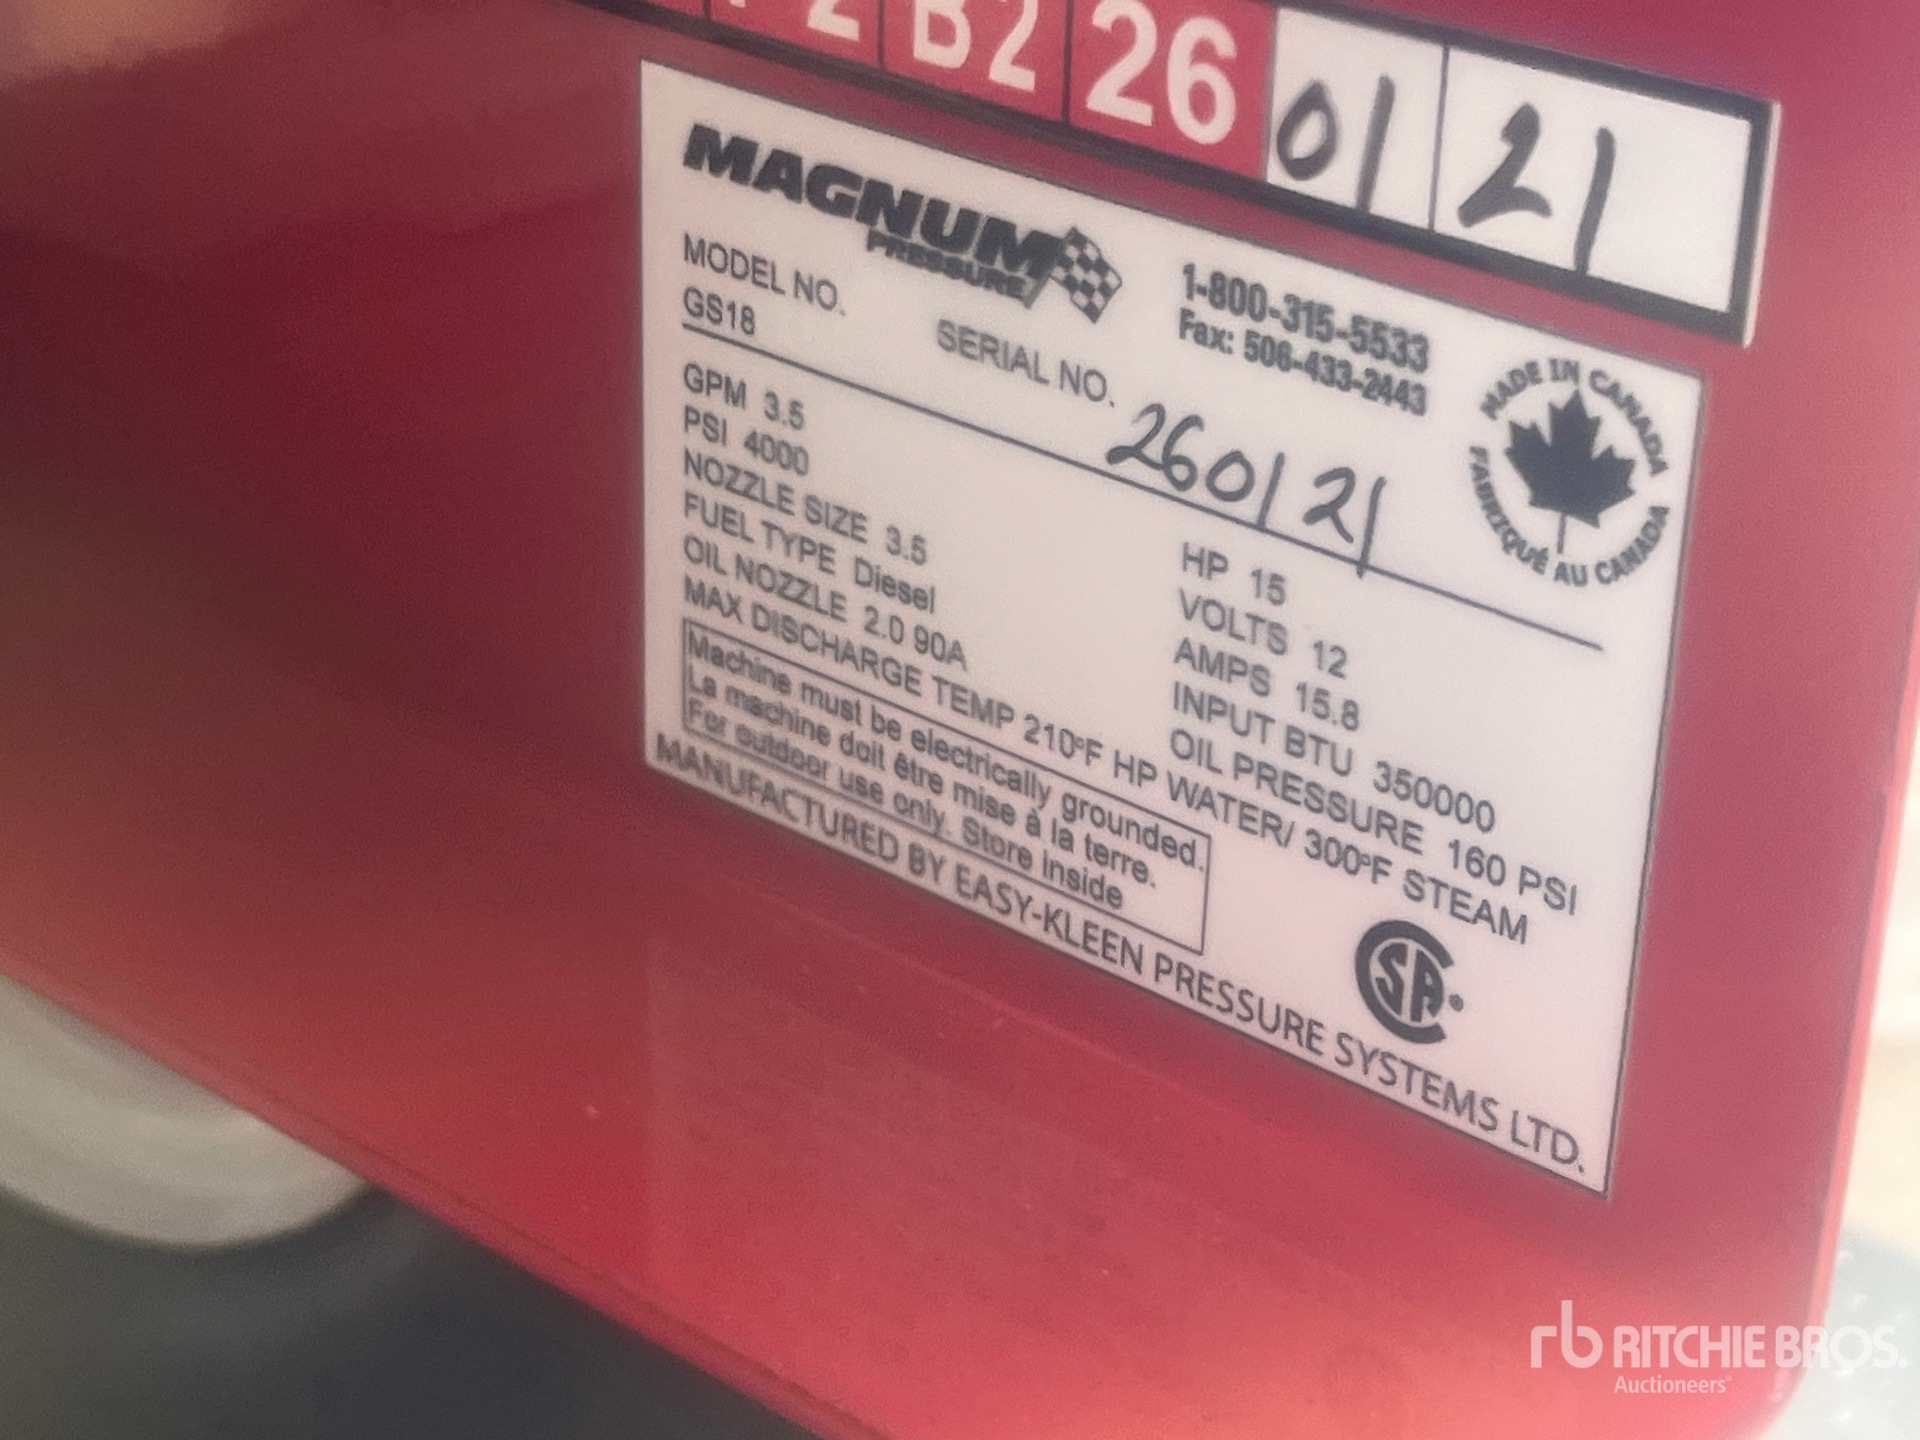 2 B2 26 01 21
MAGNUM
PRESSURE
1-800-315-5533
Fax: 506-433-2443
MADE IN CANADA
FABRIQUÉ AU CANADA
MODEL NO. SERIAL NO. 260121
GS18
GPM 3.5 HP 15
PSI 4000 VOLTS 12
NOZZLE SIZE 3.5 AMPS 15.8
FUEL TYPE Diesel INPUT BTU 350000
OIL NOZZLE 2.0 90A OIL PRESSURE 160 PSI
MAX DISCHARGE TEMP 210°F HP WATER/ 300°F STEAM
Machine must be electrically grounded.
La machine doit être mise à la terre.
For outdoor use only. Store inside
SA
MANUFACTURED BY EASY-KLEEN PRESSURE SYSTEMS LTD.
rb RITCHIE BROS.
Auctioneers